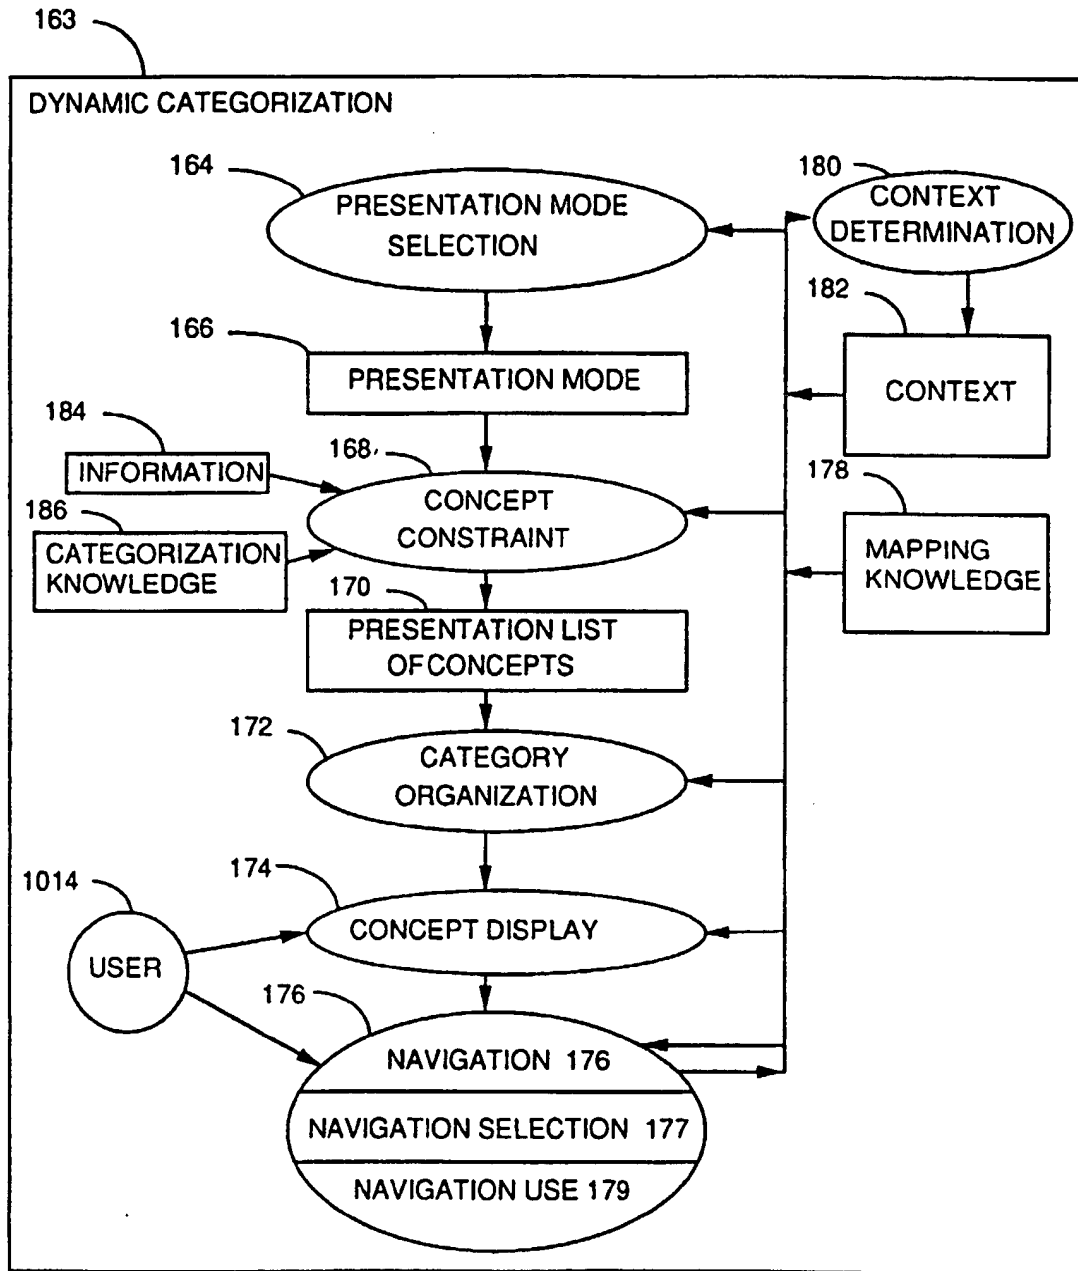 163
DYNAMIC CATEGORIZATION
164
PRESENTATION MODE
SELECTION
180
CONTEXT
DETERMINATION
166
PRESENTATION MODE
182
CONTEXT
184
INFORMATION
168
CONCEPT
CONSTRAINT
178
MAPPING
KNOWLEDGE
186
CATEGORIZATION
KNOWLEDGE
170
PRESENTATION LIST
OF CONCEPTS
172
CATEGORY
ORGANIZATION
174
CONCEPT DISPLAY
1014
USER
176
NAVIGATION 176
NAVIGATION SELECTION 177
NAVIGATION USE 179